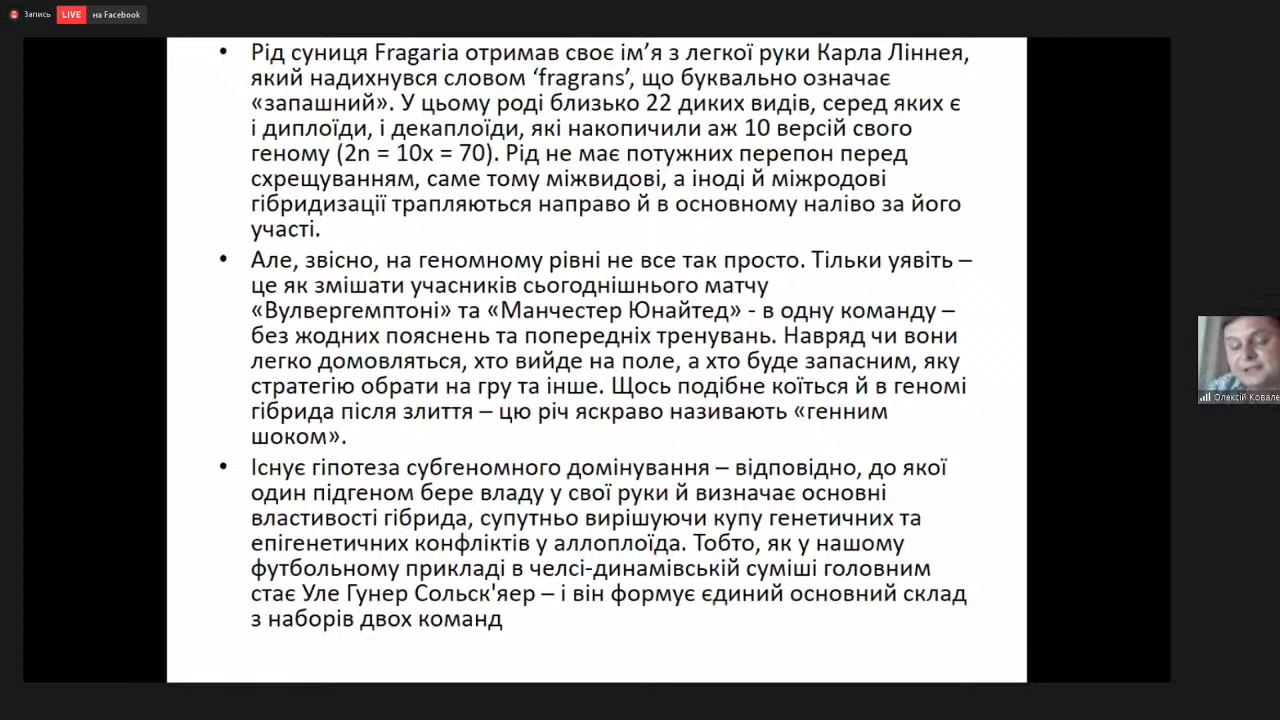 Запись LIVE на Facebook
• Рід суниця Fragaria отримав своє ім’я з легкої руки Карла Ліннея,
який надихнувся словом ‘fragrans’, що буквально означає
«запашний». У цьому роді близько 22 диких видів, серед яких є
і диплоїди, і декаплоїди, які накопичили аж 10 версій свого
геному (2n = 10x = 70). Рід не має потужних перепон перед
схрещуванням, саме тому міжвидові, а іноді й міжродові
гібридизації трапляються направо й в основному наліво за його
участі.
• Але, звісно, на геномному рівні не все так просто. Тільки уявіть –
це як змішати учасників сьогоднішнього матчу
«Вулвергемптоні» та «Манчестер Юнайтед» - в одну команду –
без жодних пояснень та попередніх тренувань. Навряд чи вони
легко домовляться, хто вийде на поле, а хто буде запасним, яку
стратегію обрати на гру та інше. Щось подібне коїться й в геномі
гібрида після злиття – цю річ яскраво називають «генним
шоком».
• Існує гіпотеза субгеномного домінування – відповідно, до якої
один підгеном бере владу у свої руки й визначає основні
властивості гібрида, супутньо вирішуючи купу генетичних та
епігенетичних конфліктів у аллоплоїда. Тобто, як у нашому
футбольному прикладі в челсі-динамівській суміші головним
стає Уле Гунер Сольск'яер – і він формує єдиний основний склад
з наборів двох команд
Олексій Ковале